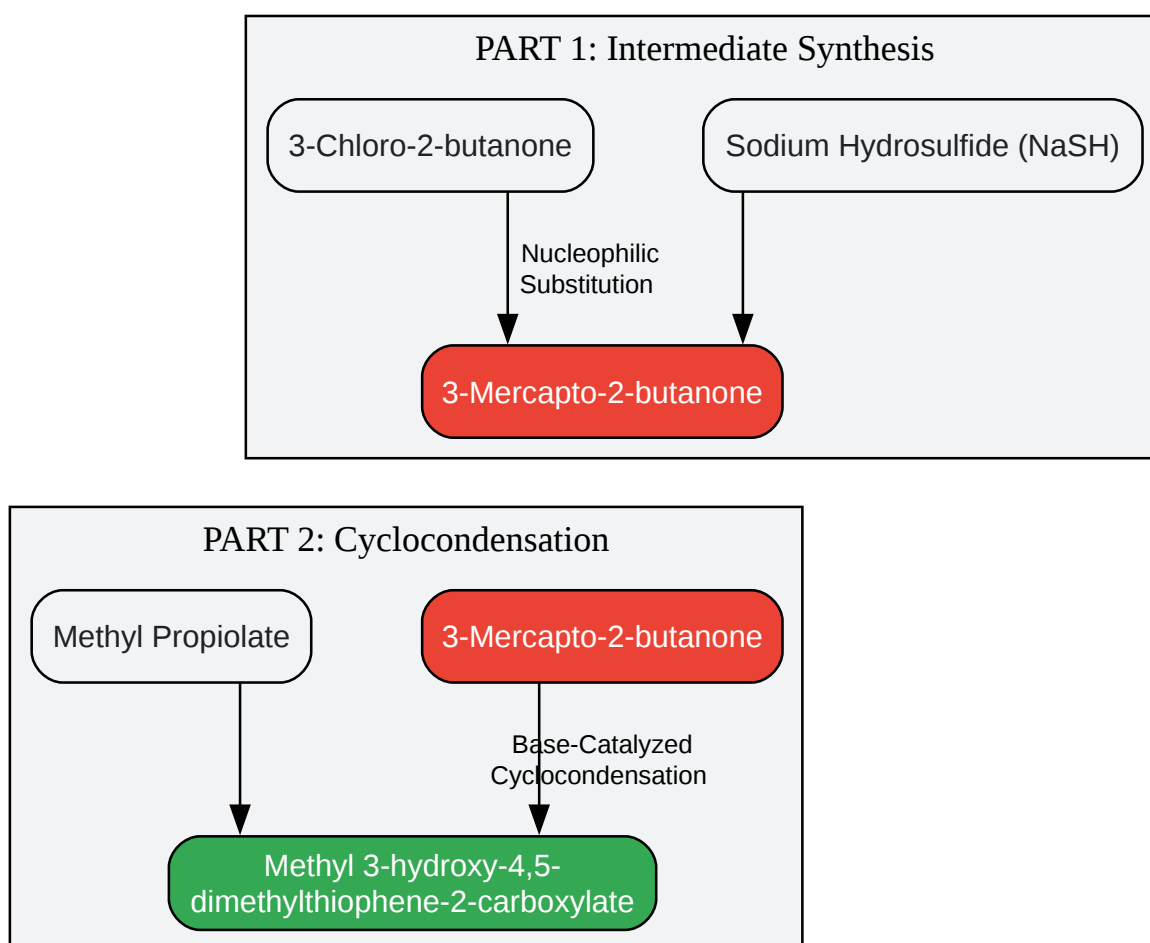 PART 1: Intermediate Synthesis
3-Chloro-2-butanone
Sodium Hydrosulfide (NaSH)
Nucleophilic
Substitution
3-Mercapto-2-butanone
PART 2: Cyclocondensation
Methyl Propiolate
3-Mercapto-2-butanone
Base-Catalyzed
Cyclocondensation
Methyl 3-hydroxy-4,5-
dimethylthiophene-2-carboxylate